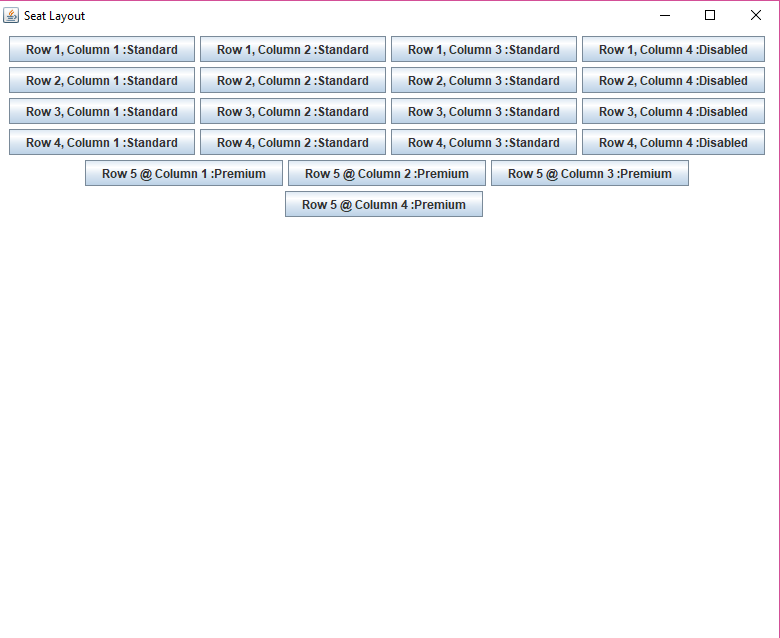 Seat Layout
Row 1, Column 1 :Standard Row 1, Column 2 :Standard Row 1, Column 3 :Standard Row 1, Column 4 :Disabled
Row 2, Column 1 :Standard Row 2, Column 2 :Standard Row 2, Column 3 :Standard Row 2, Column 4 :Disabled
Row 3, Column 1 :Standard Row 3, Column 2 :Standard Row 3, Column 3 :Standard Row 3, Column 4 :Disabled
Row 4, Column 1 :Standard Row 4, Column 2 :Standard Row 4, Column 3 :Standard Row 4, Column 4 :Disabled
Row 5 @ Column 1 :Premium Row 5 @ Column 2 :Premium Row 5 @ Column 3 :Premium
Row 5 @ Column 4 :Premium